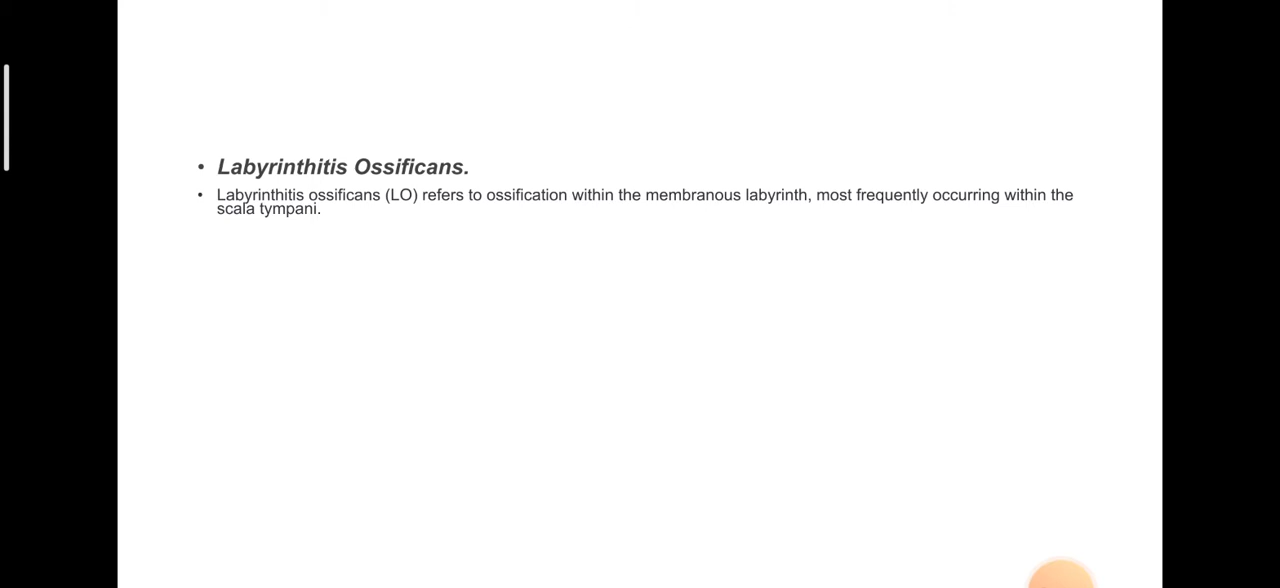 • Labyrinthitis Ossificans.
• Labyrinthitis ossificans (LO) refers to ossification within the membranous labyrinth, most frequently occurring within the
scala tympani.